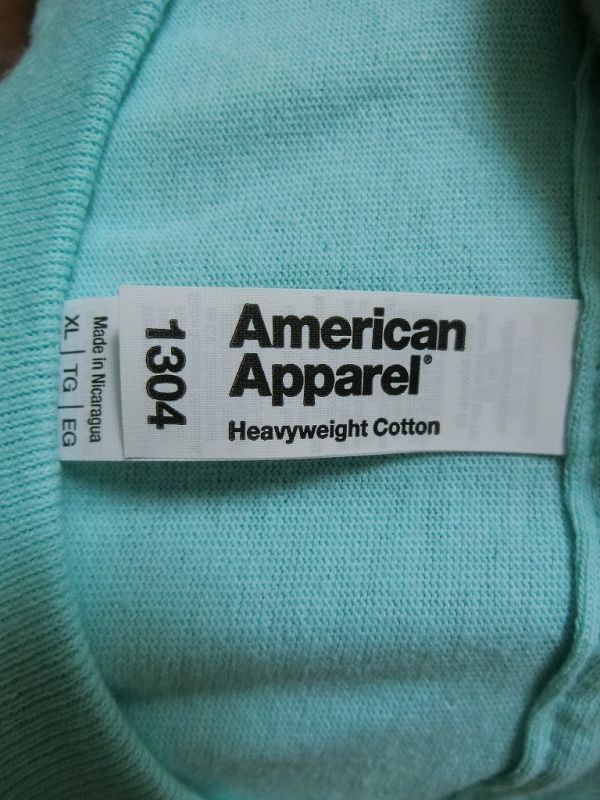 American
Apparel®
Heavyweight Cotton
1304
Made in Nicaragua
XL | TG | EG